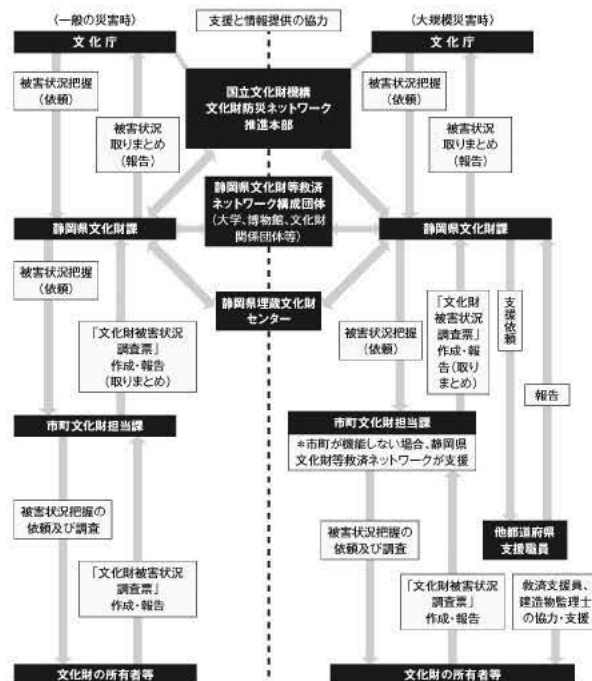 〈一般の災害時〉
文化庁
支援と情報提供の協力
〈大規模災害時〉
文化庁
被害状況把握
(依頼)
被害状況
取りまとめ
(報告)
国立文化財機構
文化財防災ネットワーク
推進本部
被害状況把握
(依頼)
被害状況
取りまとめ
(報告)
静岡県文化財課
静岡県文化財等救済
ネットワーク構成団体
(大学、博物館、文化財
関係団体等)
静岡県文化財課
被害状況把握
(依頼)
「文化財被害状況
調査票」
作成・報告
(取りまとめ)
静岡県埋蔵文化財
センター
被害状況把握
(依頼)
「文化財
被害状況
調査票」
作成・報
告(取りま
とめ)
支援依頼
報告
市町文化財担当課
市町文化財担当課
*市町が機能しない場合、静岡県
文化財等救済ネットワークが支援
被害状況把握の
依頼及び調査
「文化財被害状況
調査票」
作成・報告
被害状況把握の
依頼及び調査
「文化財被害状況
調査票」
作成・報告
他都道府県
支援職員
救済支援員、
建造物監理士
の協力・支援
文化財の所有者等
文化財の所有者等